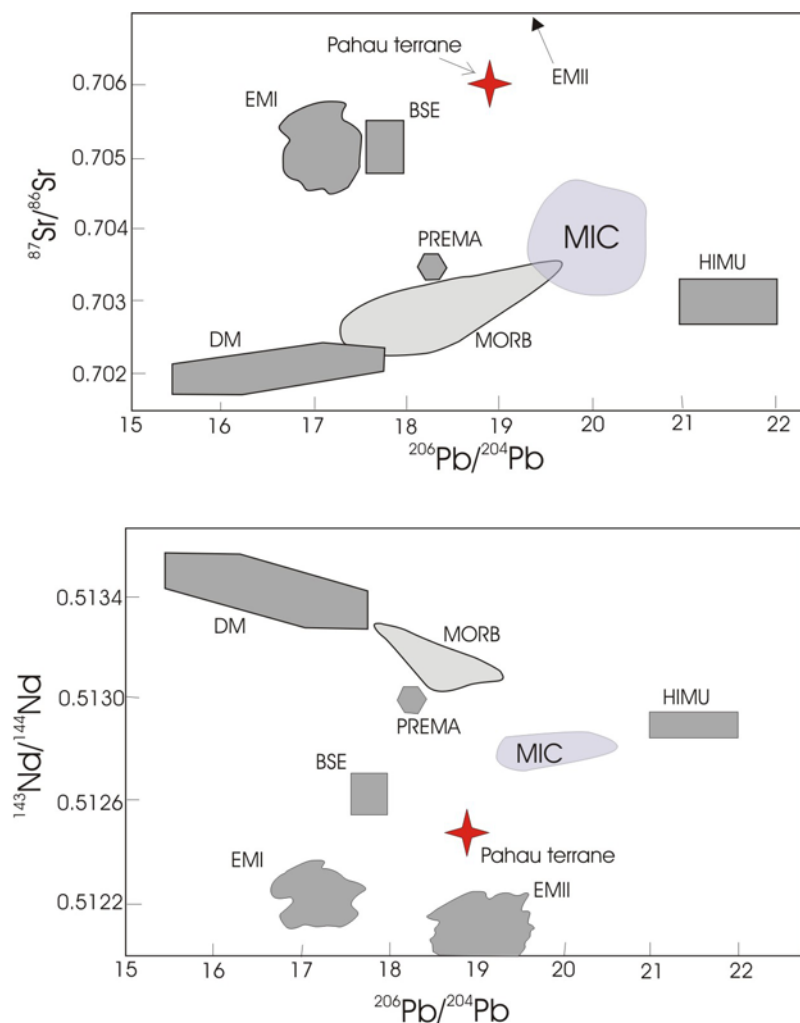 Pahau terrane
EMII
0.706
EMI
BSE
0.705
⁸⁷Sr/⁸⁶Sr
0.704
PREMA
MIC
HIMU
0.703
DM
MORB
0.702
15 16 17 18 19 20 21 22
²⁰⁶Pb/²⁰⁴Pb
0.5134
DM
MORB
0.5130
HIMU
PREMA
MIC
¹⁴³Nd/¹⁴⁴Nd
BSE
0.5126
Pahau terrane
EMI
EMII
0.5122
15 16 17 18 19 20 21 22
²⁰⁶Pb/²⁰⁴Pb